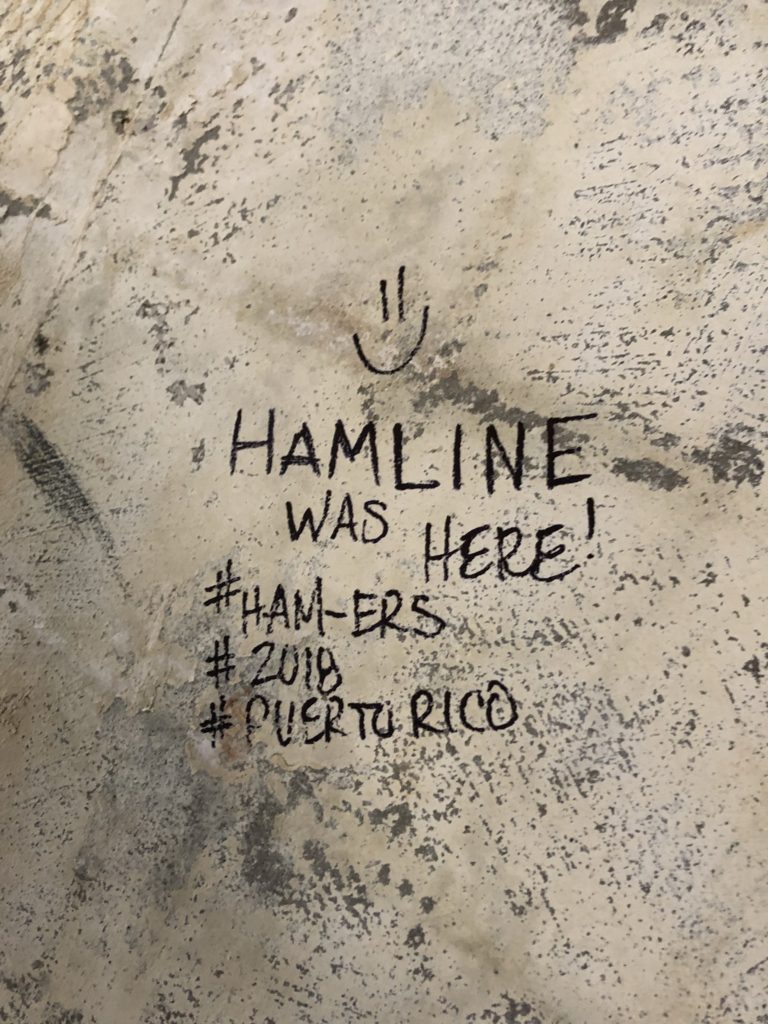 HAMLINE
WAS HERE!
#HAM-ERS
#2018
#PUERTO RICO